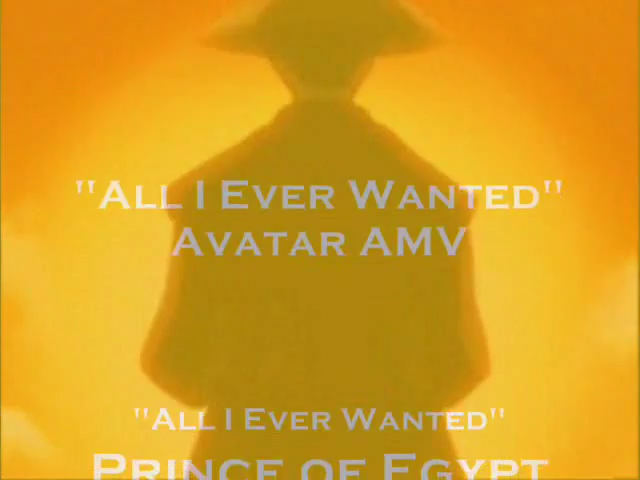 "All I Ever Wanted"
Avatar AMV
"All I Ever Wanted"
Prince of Egypt